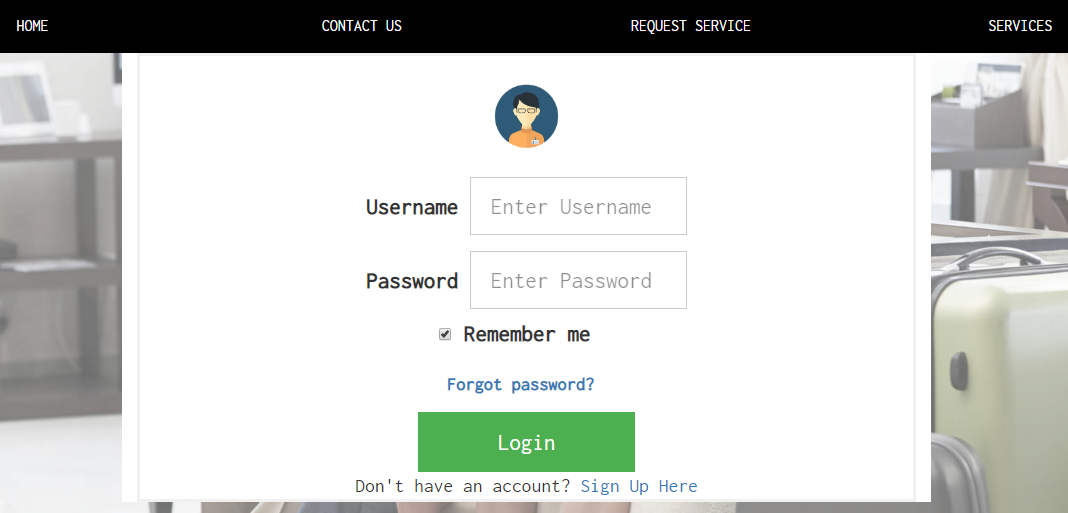 HOME CONTACT US REQUEST SERVICE SERVICES
Username Enter Username
Password Enter Password
Remember me
Forgot password?
Login
Don't have an account? Sign Up Here